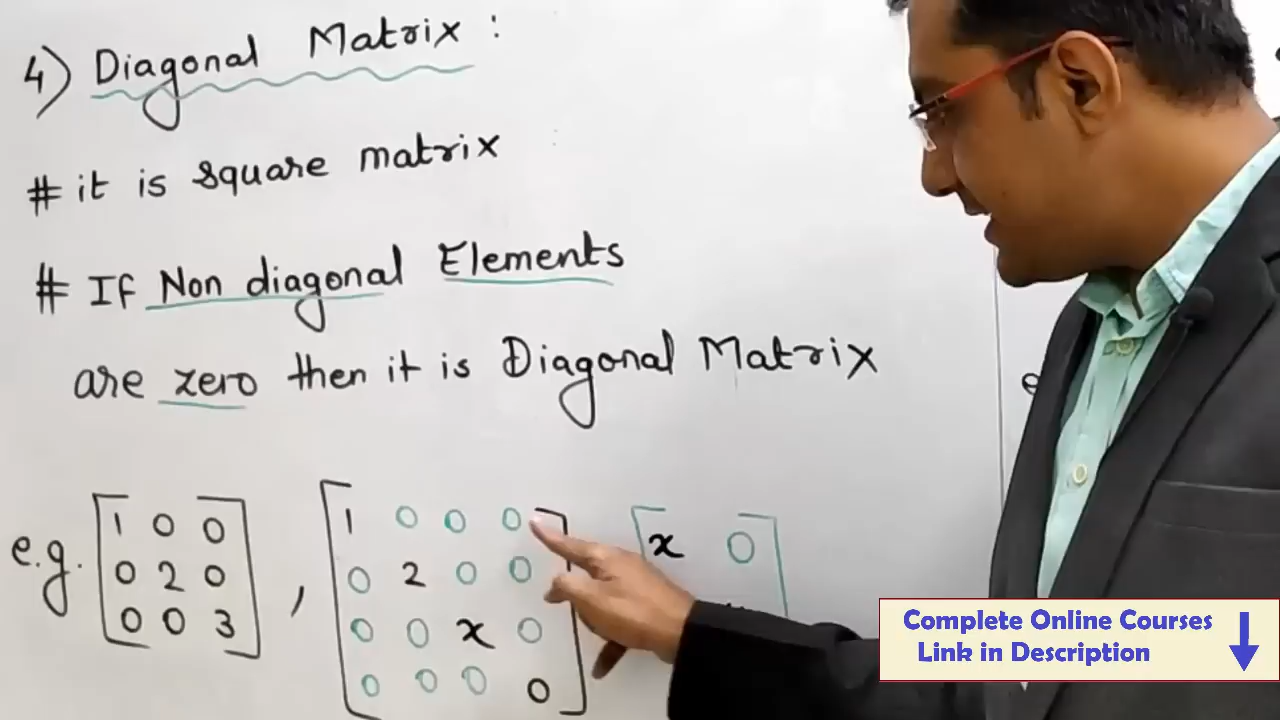 4) Diagonal Matrix :
# it is square matrix
# If Non diagonal Elements
are zero then it is Diagonal Matrix
e.g. 1 0 0 , 1 0 0 0 x 0
0 2 0 0 2 0 0
0 0 3 0 0 x 0
0 0 0 0
Complete Online Courses
Link in Description